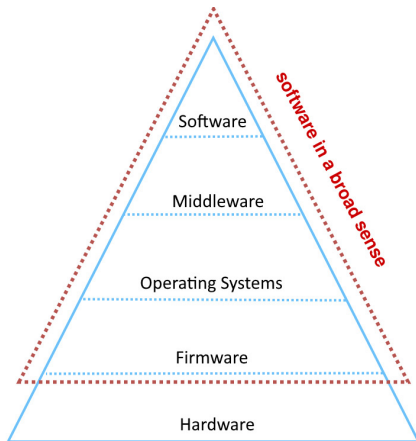 Software
software in a broad sense
Middleware
Operating Systems
Firmware
Hardware